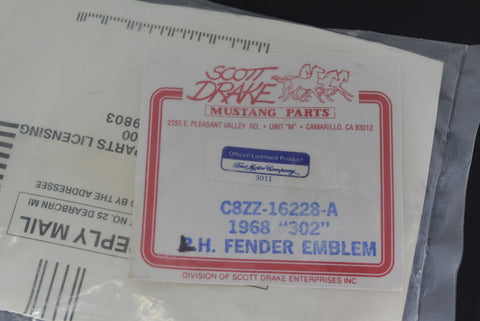 SCOTT
DRAKE
MUSTANG PARTS
2255 E. PLEASANT VALLEY RD. • UNIT "M" • CAMARILLO, CA 93012
Official Licensed Product
Ford Motor Company
3011
C8ZZ-16228-A
1968 "302"
R.H. FENDER EMBLEM
DIVISION OF SCOTT DRAKE ENTERPRISES INC.
9803
00
PARTS LICENSING
D BY THE ADDRESSEE
IT NO. 25 DEARBORN MI
EPLY MAIL